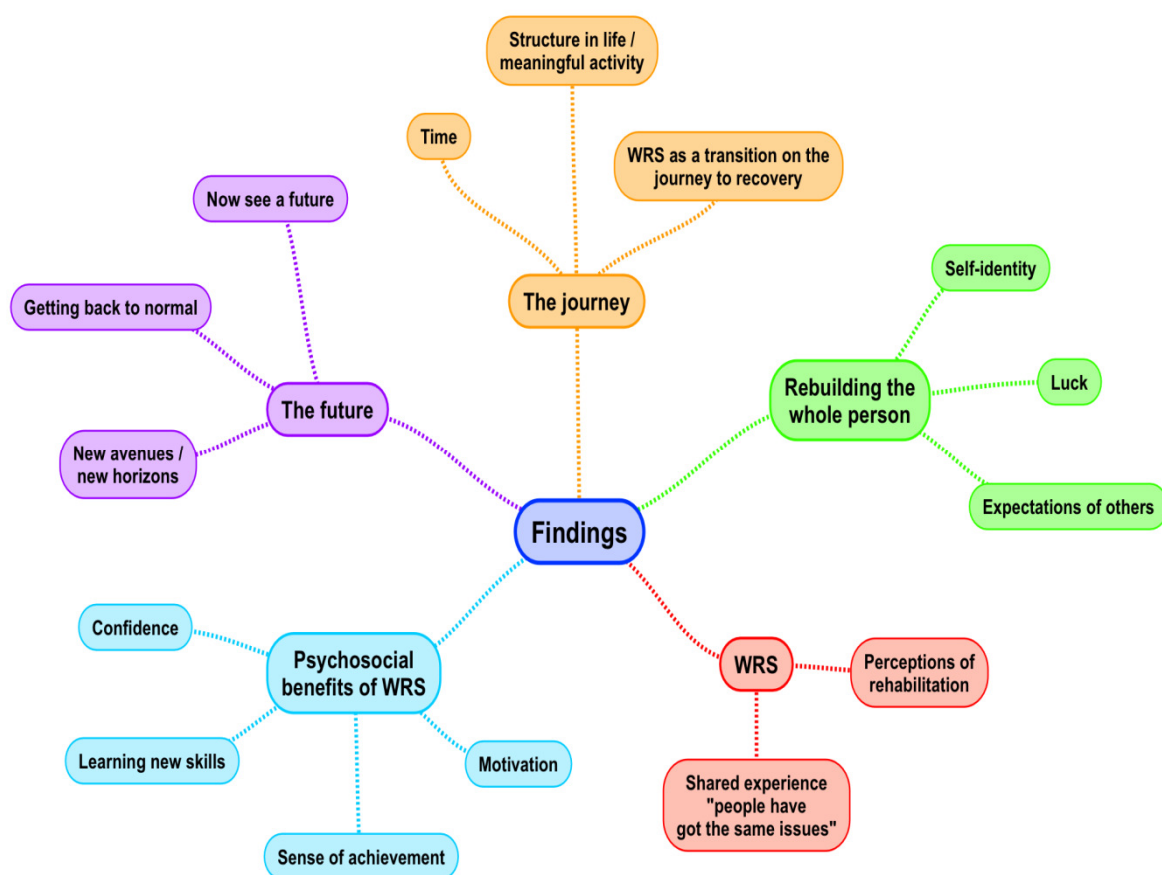 Structure in life /
meaningful activity
Time
WRS as a transition on the
journey to recovery
The journey
Now see a future
Getting back to normal
New avenues /
new horizons
The future
Self-identity
Luck
Expectations of others
Rebuilding the
whole person
Findings
Confidence
Learning new skills
Sense of achievement
Motivation
Psychosocial
benefits of WRS
WRS
Perceptions of
rehabilitation
Shared experience
"people have
got the same issues"